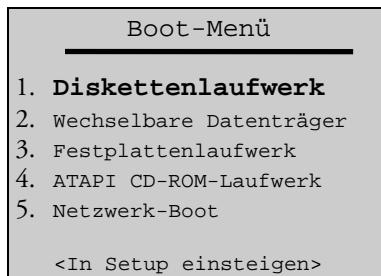 Boot-Menü
1. Diskettenlaufwerk
2. Wechselbare Datenträger
3. Festplattenlaufwerk
4. ATAPI CD-ROM-Laufwerk
5. Netzwerk-Boot
<In Setup einsteigen>